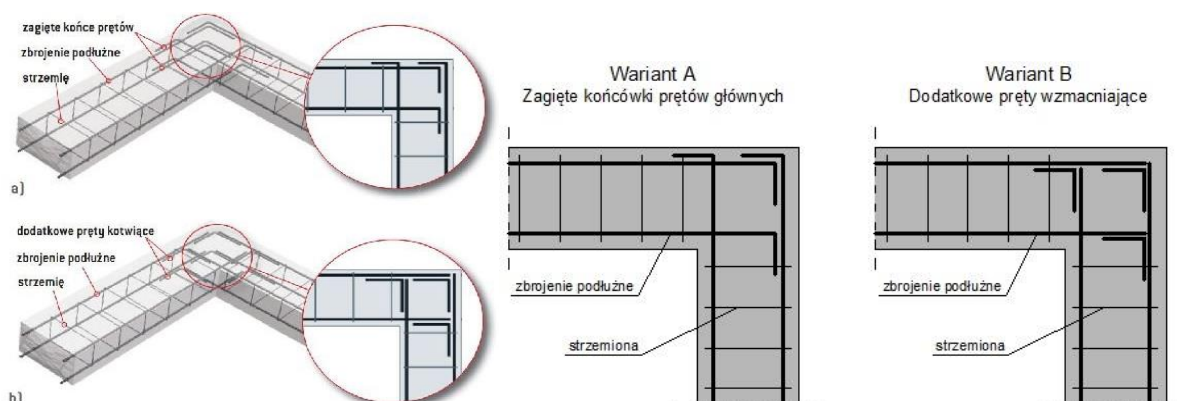 zagięte końce prętów
zbrojenie podłużne
strzemię
a)
dodatkowe pręty kotwiące
zbrojenie podłużne
strzemię
b)
Wariant A
Zagięte końcówki prętów głównych
zbrojenie podłużne
strzemiona
Wariant B
Dodatkowe pręty wzmacniające
zbrojenie podłużne
strzemiona